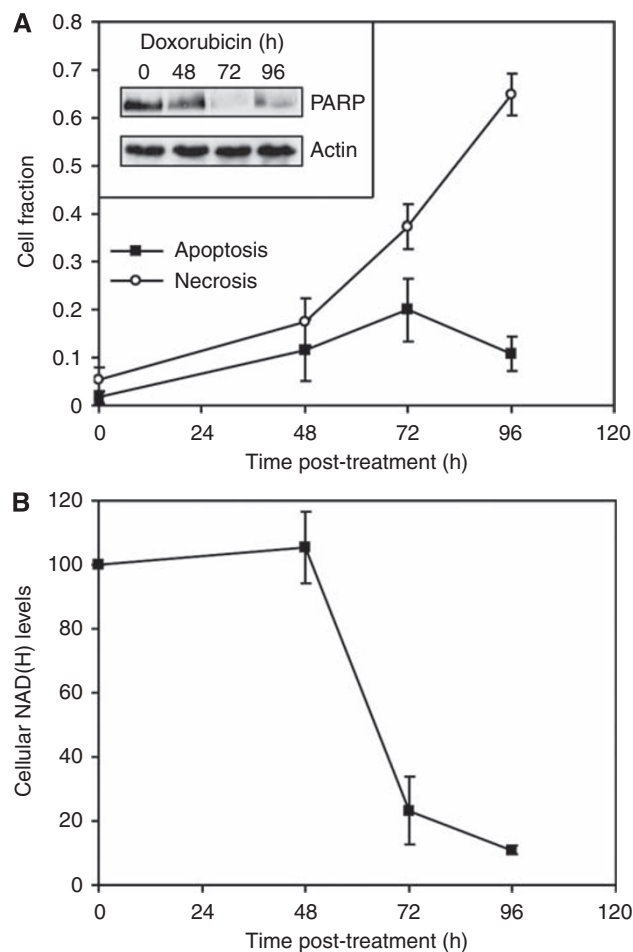 A
Doxorubicin (h)
0 48 72 96
PARP
Actin
Apoptosis
Necrosis
Cell fraction
0.8
0.7
0.6
0.5
0.4
0.3
0.2
0.1
0
0 24 48 72 96 120
Time post-treatment (h)
B
Cellular NAD(H) levels
120
100
80
60
40
20
0
0 24 48 72 96 120
Time post-treatment (h)